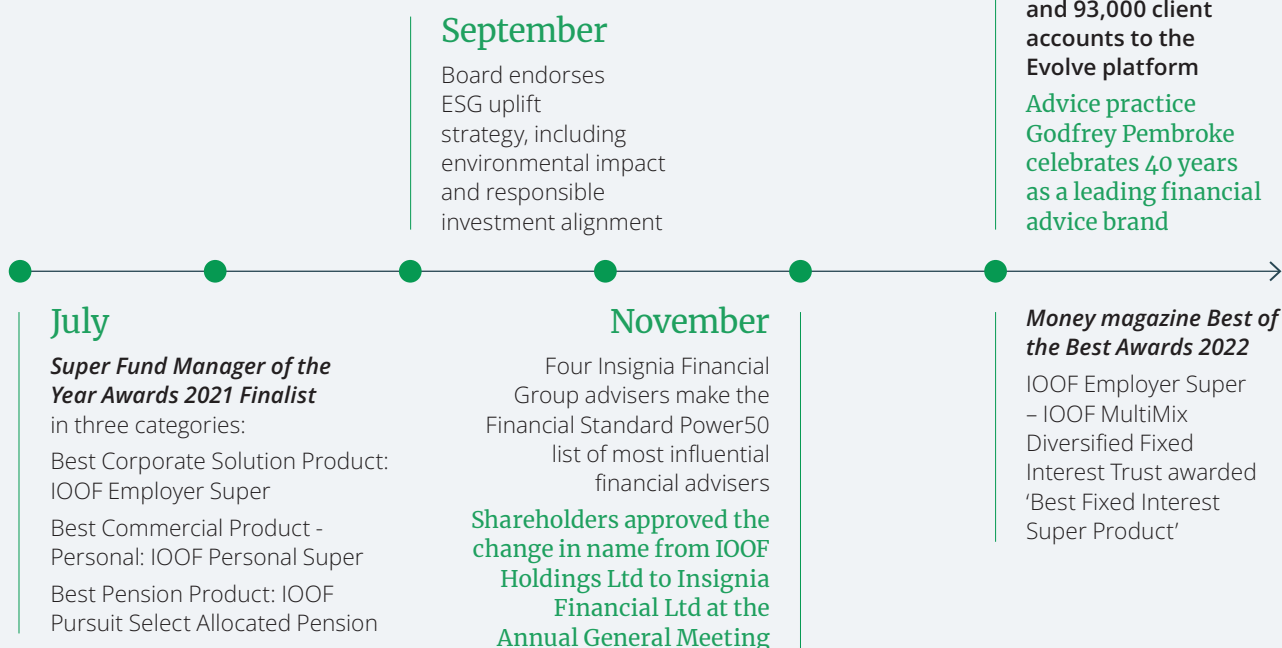 September
Board endorses
ESG uplift
strategy, including
environmental impact
and responsible
investment alignment
and 93,000 client
accounts to the
Evolve platform
Advice practice
Godfrey Pembroke
celebrates 40 years
as a leading financial
advice brand
July
Super Fund Manager of the
Year Awards 2021 Finalist
in three categories:
Best Corporate Solution Product:
IOOF Employer Super
Best Commercial Product -
Personal: IOOF Personal Super
Best Pension Product: IOOF
Pursuit Select Allocated Pension
November
Four Insignia Financial
Group advisers make the
Financial Standard Power50
list of most influential
financial advisers
Shareholders approved the
change in name from IOOF
Holdings Ltd to Insignia
Financial Ltd at the
Annual General Meeting
Money magazine Best of
the Best Awards 2022
IOOF Employer Super
– IOOF MultiMix
Diversified Fixed
Interest Trust awarded
‘Best Fixed Interest
Super Product’